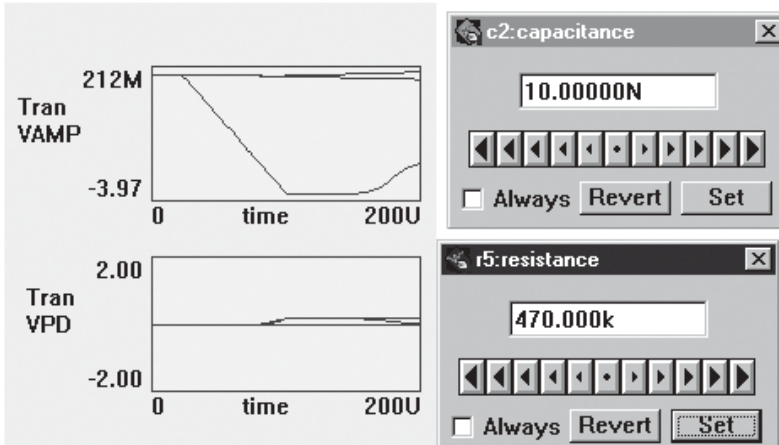 212M
Tran
VAMP
-3.97
0 time 200U
2.00
Tran
VPD
-2.00
0 time 200U
c2:capacitance
10.00000N
Always Revert Set
r5:resistance
470.000k
Always Revert Set